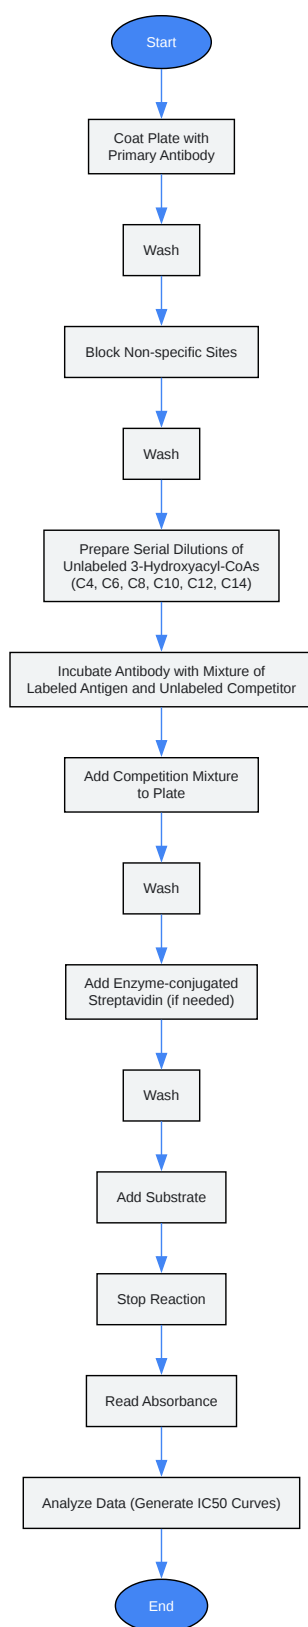 Start
Coat Plate with
Primary Antibody
Wash
Block Non-specific Sites
Wash
Prepare Serial Dilutions of
Unlabeled 3-Hydroxyacyl-CoAs
(C4, C6, C8, C10, C12, C14)
Incubate Antibody with Mixture of
Labeled Antigen and Unlabeled Competitor
Add Competition Mixture
to Plate
Wash
Add Enzyme-conjugated
Streptavidin (if needed)
Wash
Add Substrate
Stop Reaction
Read Absorbance
Analyze Data (Generate IC50 Curves)
End